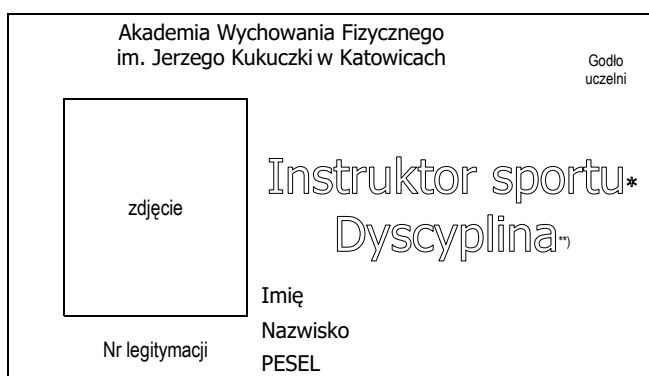 Akademia Wychowania Fizycznego
im. Jerzego Kukuczki w Katowicach
Godło
uczelni
zdjęcie
Instruktor sportu*
Dyscyplina**)
Imię
Nazwisko
Nr legitymacji
PESEL